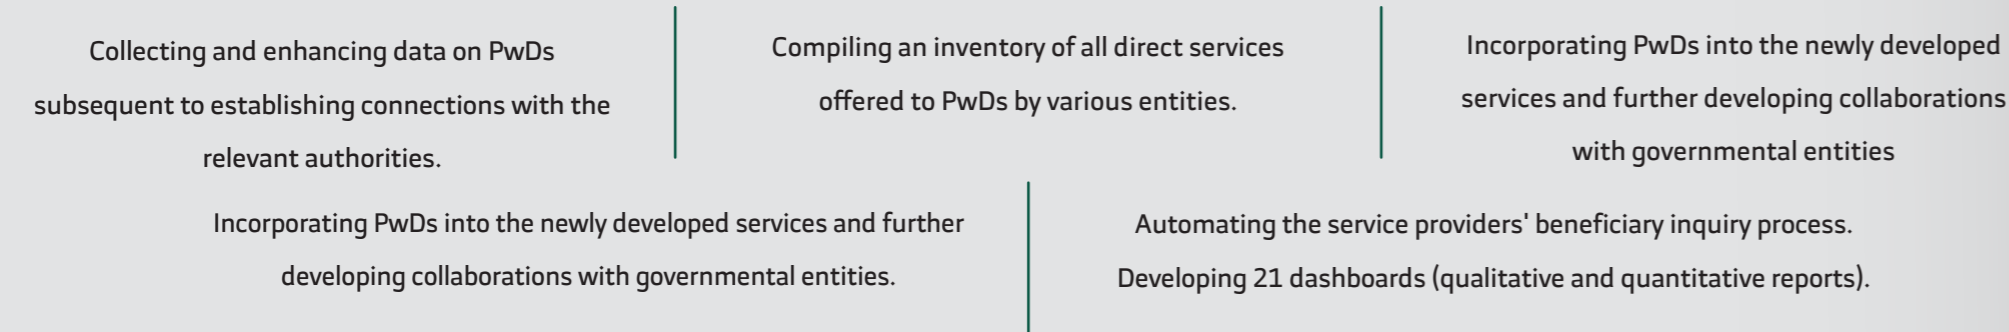 Collecting and enhancing data on PwDs
subsequent to establishing connections with the
relevant authorities.
Compiling an inventory of all direct services
offered to PwDs by various entities.
Incorporating PwDs into the newly developed
services and further developing collaborations
with governmental entities
Incorporating PwDs into the newly developed services and further
developing collaborations with governmental entities.
Automating the service providers' beneficiary inquiry process.
Developing 21 dashboards (qualitative and quantitative reports).